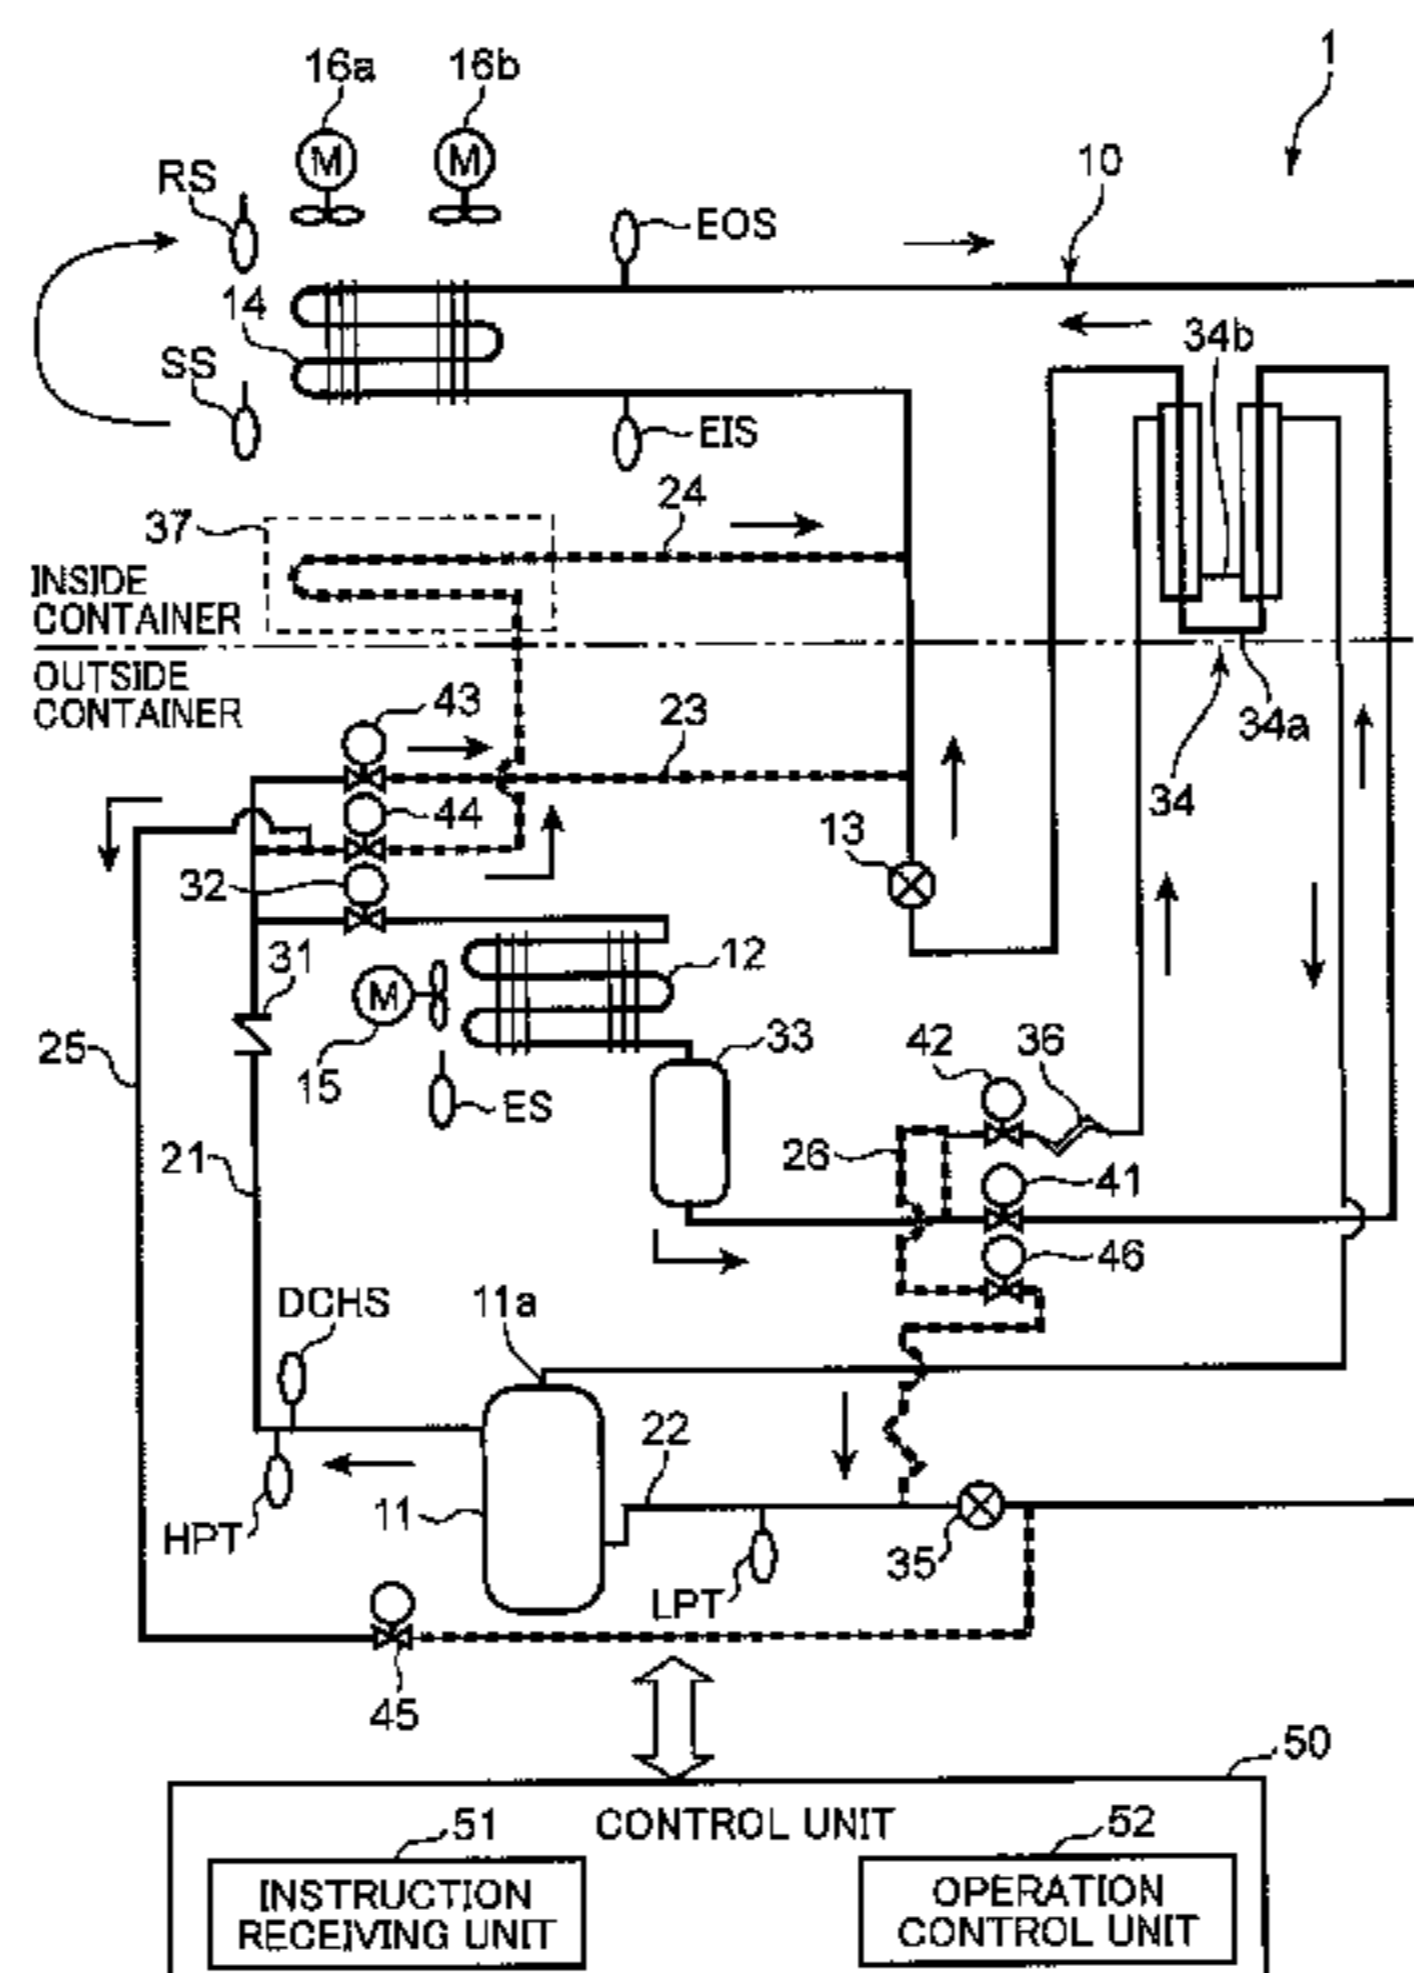 1
16a
16b
M
M
10
RS
EOS
14
34b
SS
EIS
24
37
INSIDE
CONTAINER
OUTSIDE
CONTAINER
43
23
34a
34
44
13
32
31
12
M
25
33
42
36
15
ES
21
26
41
46
DCHS
11a
22
11
HPT
35
LPT
45
50
CONTROL UNIT
51
52
INSTRUCTION
RECEIVING UNIT
OPERATION
CONTROL UNIT